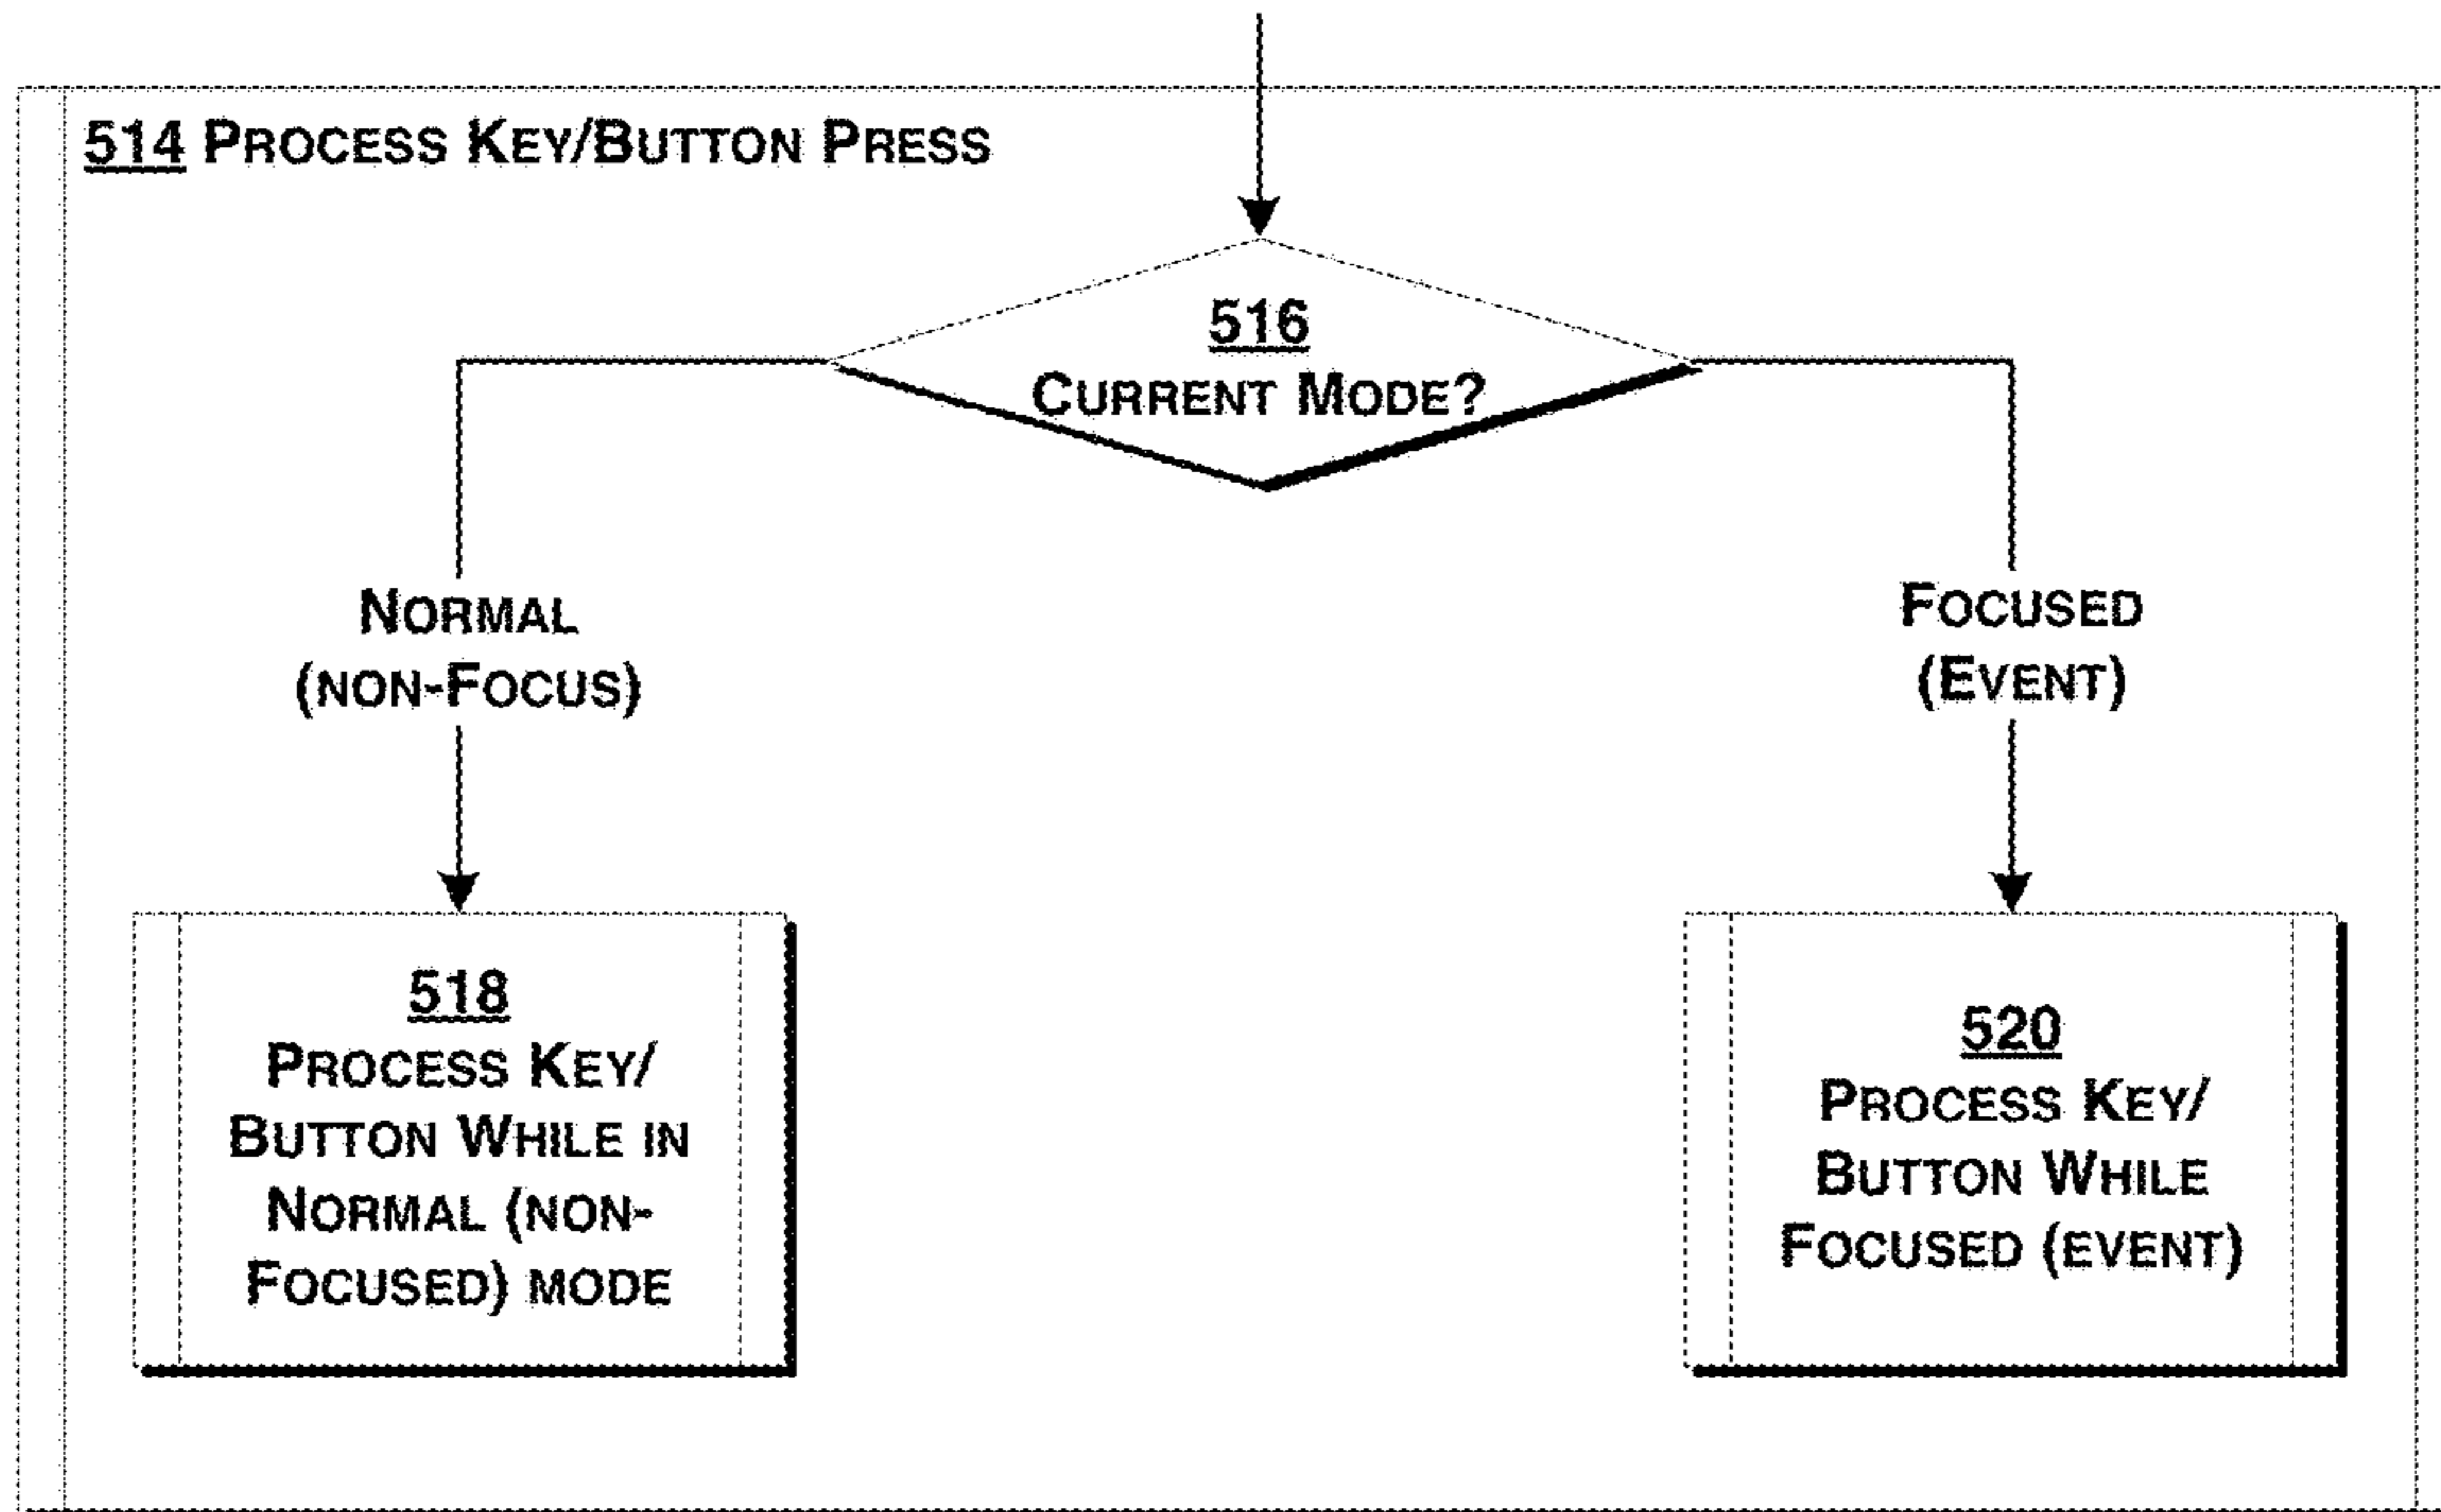 514 PROCESS KEY/BUTTON PRESS
516
CURRENT MODE?
NORMAL
(NON-FOCUS)
FOCUSED
(EVENT)
518
PROCESS KEY/
BUTTON WHILE IN
NORMAL (NON-
FOCUSED) MODE
520
PROCESS KEY/
BUTTON WHILE
FOCUSED (EVENT)